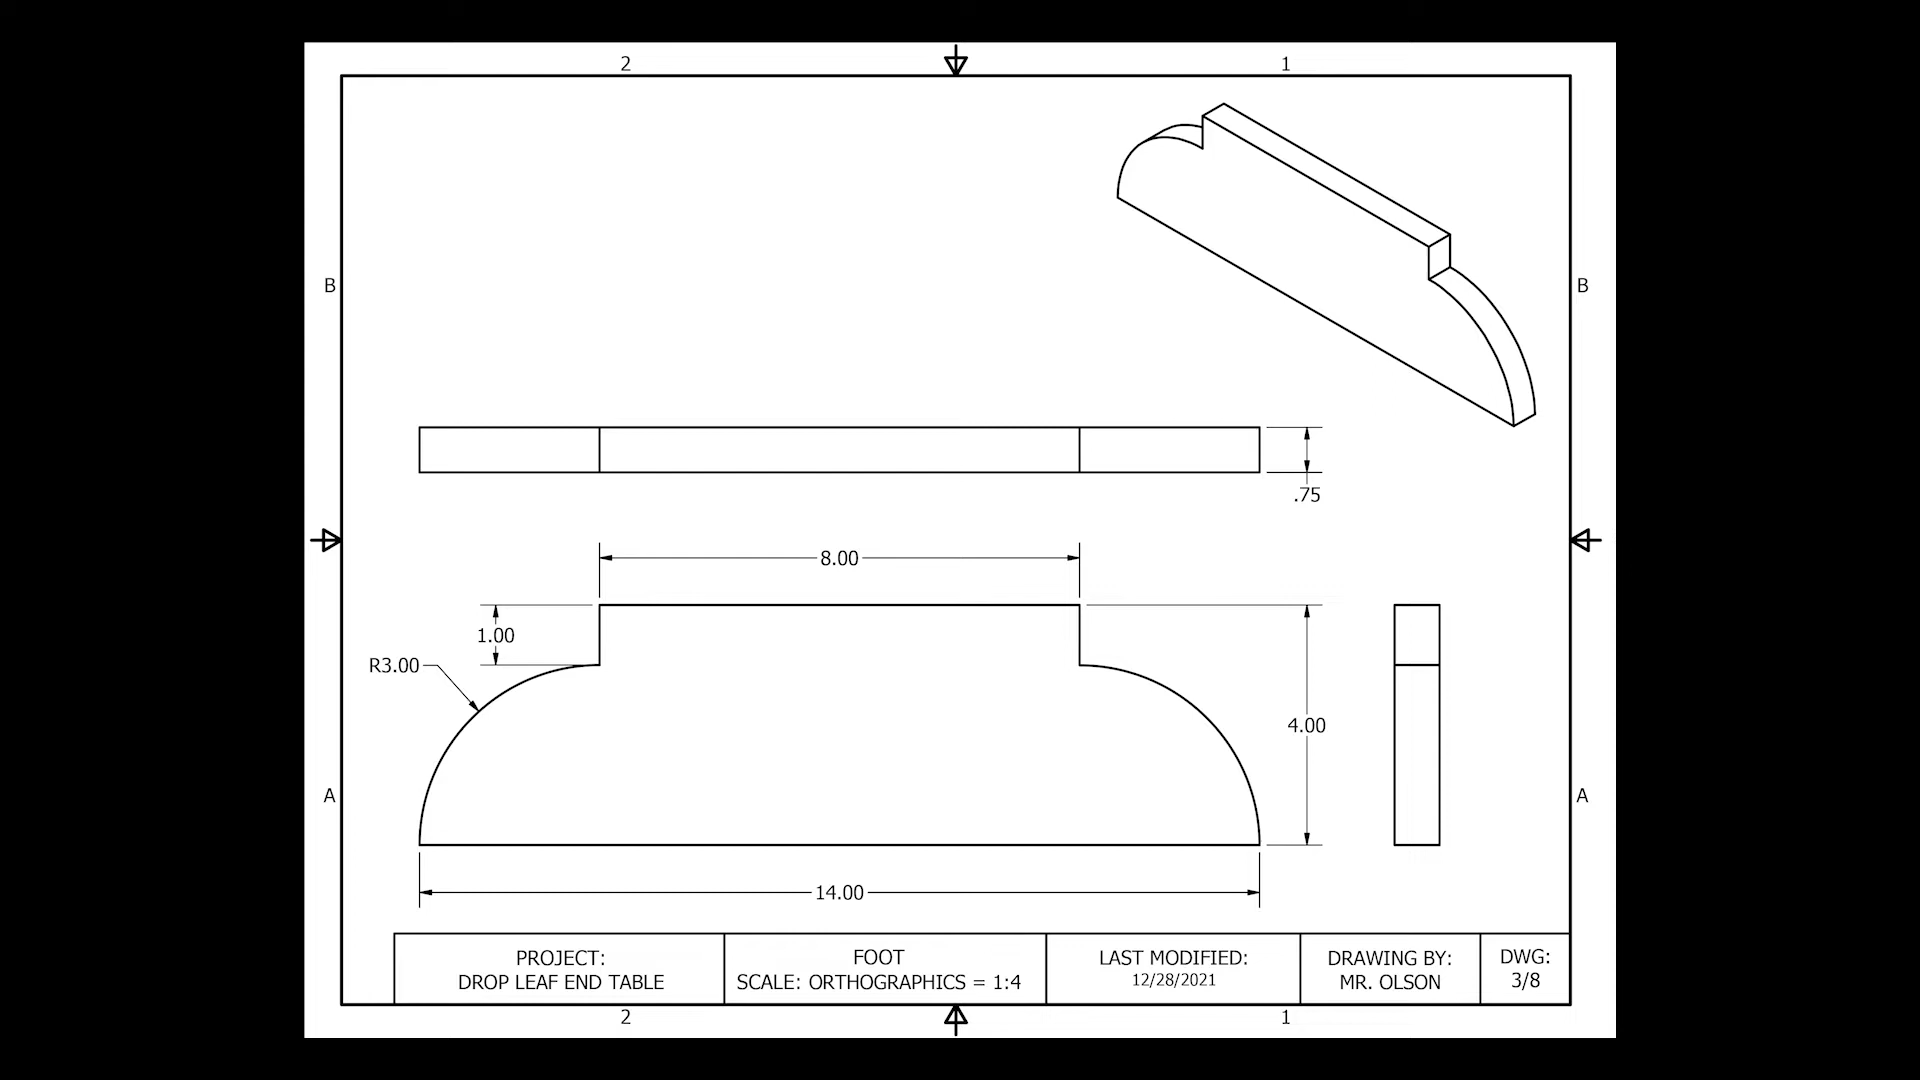 2
1
B
B
.75
8.00
1.00
R3.00
4.00
A
A
14.00
PROJECT:
DROP LEAF END TABLE
FOOT
SCALE: ORTHOGRAPHICS = 1:4
LAST MODIFIED:
12/28/2021
DRAWING BY:
MR. OLSON
DWG:
3/8
2
1